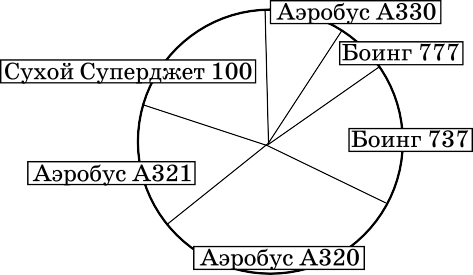 Аэробус А330
Боинг 777
Сухой Суперджет 100
Боинг 737
Аэробус А321
Аэробус А320